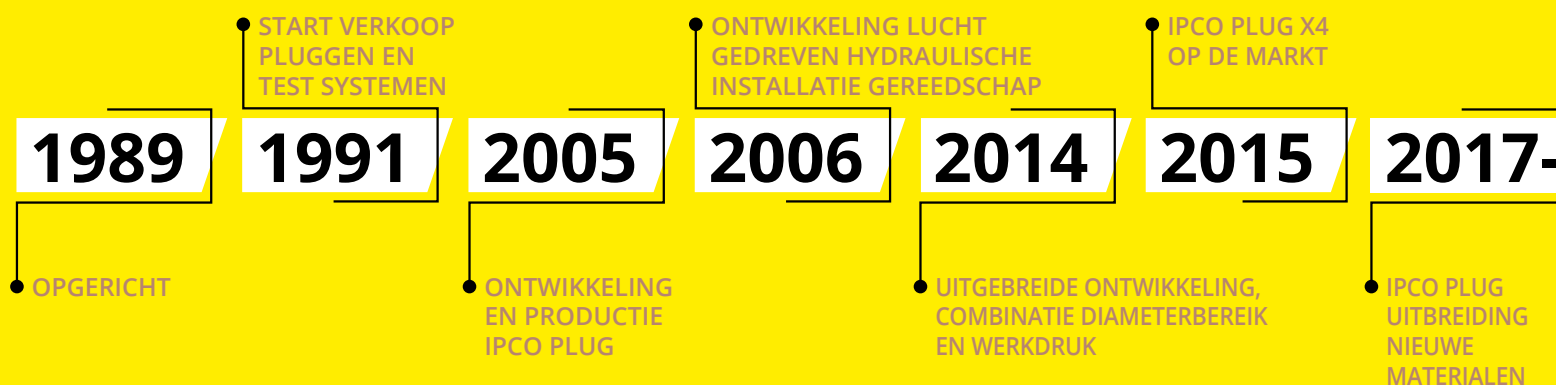 1989
OPGERICHT
START VERKOOP
PLUGGEN EN
TEST SYSTEMEN
1991
2005
ONTWIKKELING
EN PRODUCTIE
IPCO PLUG
ONTWIKKELING LUCHT
GEDREVEN HYDRAULISCHE
INSTALLATIE GEREEDSCHAP
2006
2014
UITGEBREIDE ONTWIKKELING,
COMBINATIE DIAMETERBEREIK
EN WERKDRUK
IPCO PLUG X4
OP DE MARKT
2015
2017-
IPCO PLUG
UITBREIDING
NIEUWE
MATERIALEN